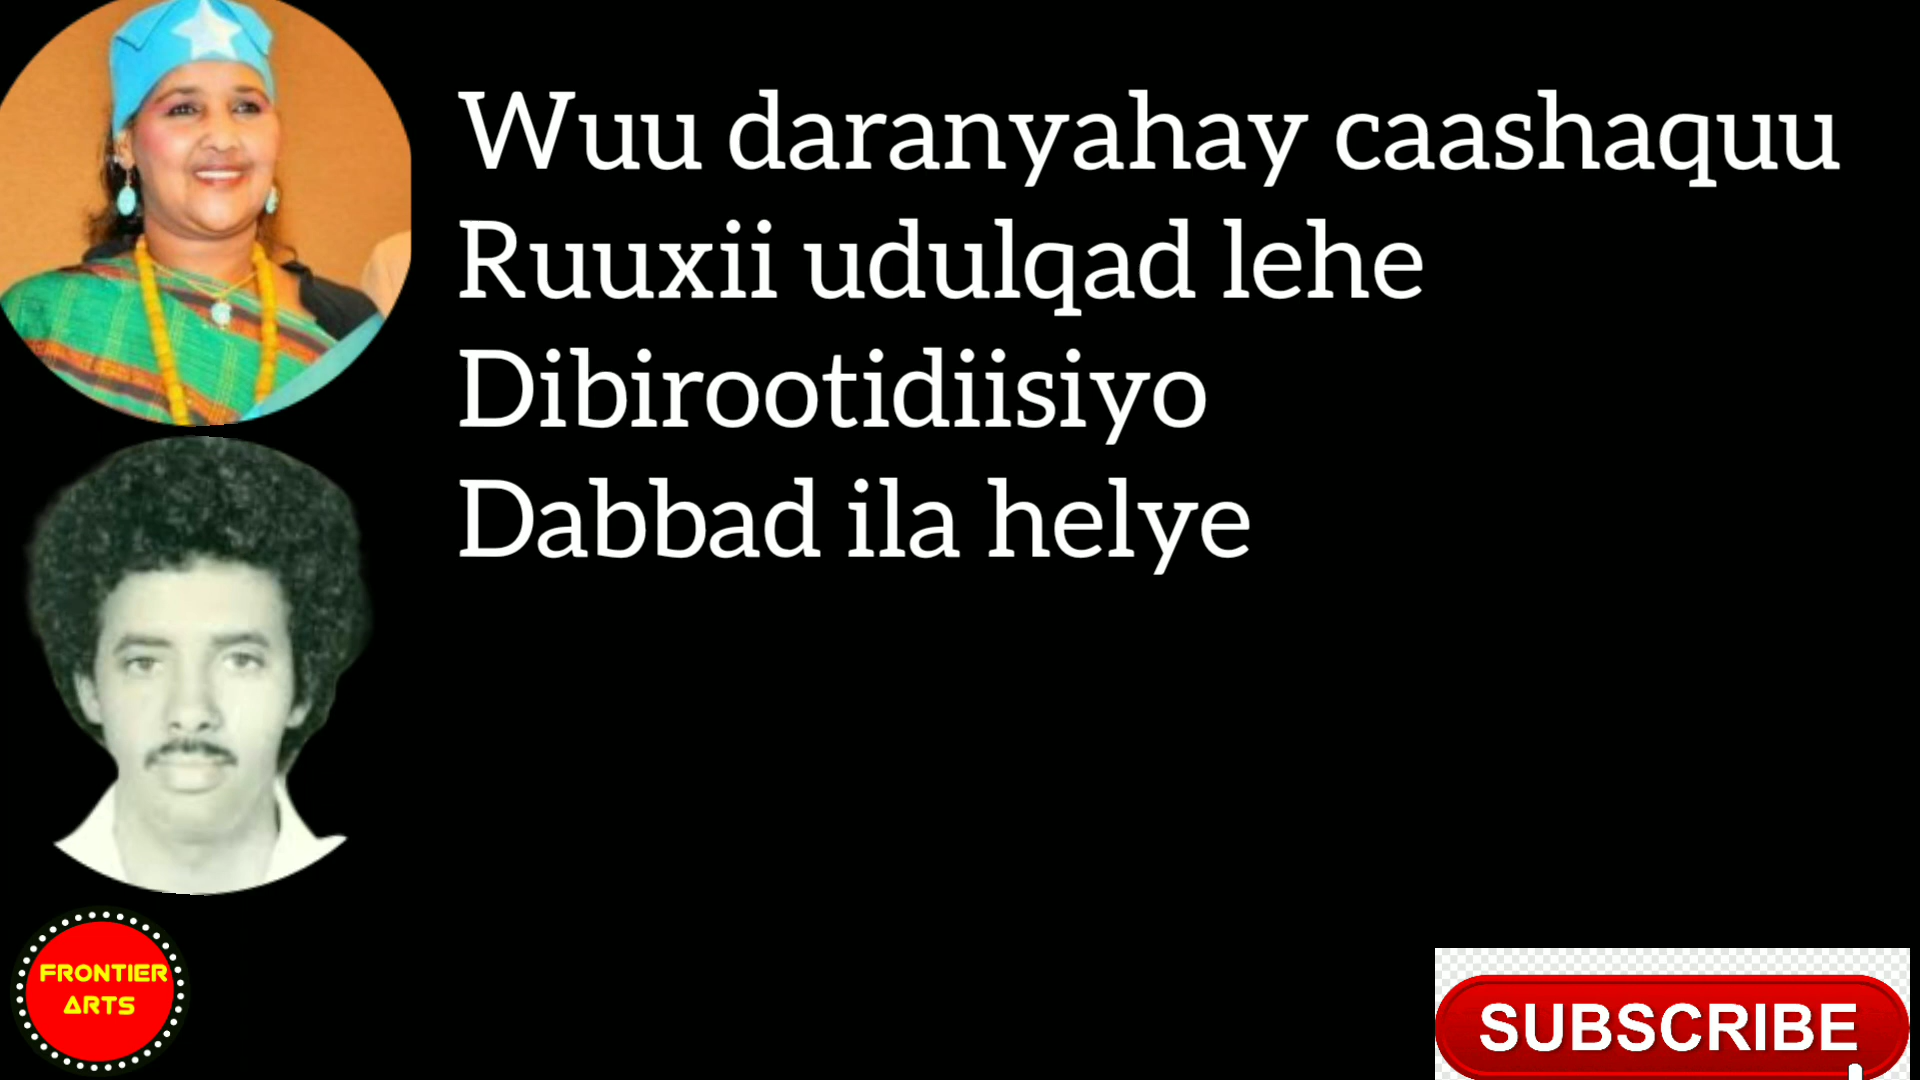 Wuu daranyahay caashaquu
Ruuxii udulqad lehe
Dibirootidiisiyo
Dabbad ila helye
FRONTIER
ARTS
SUBSCRIBE